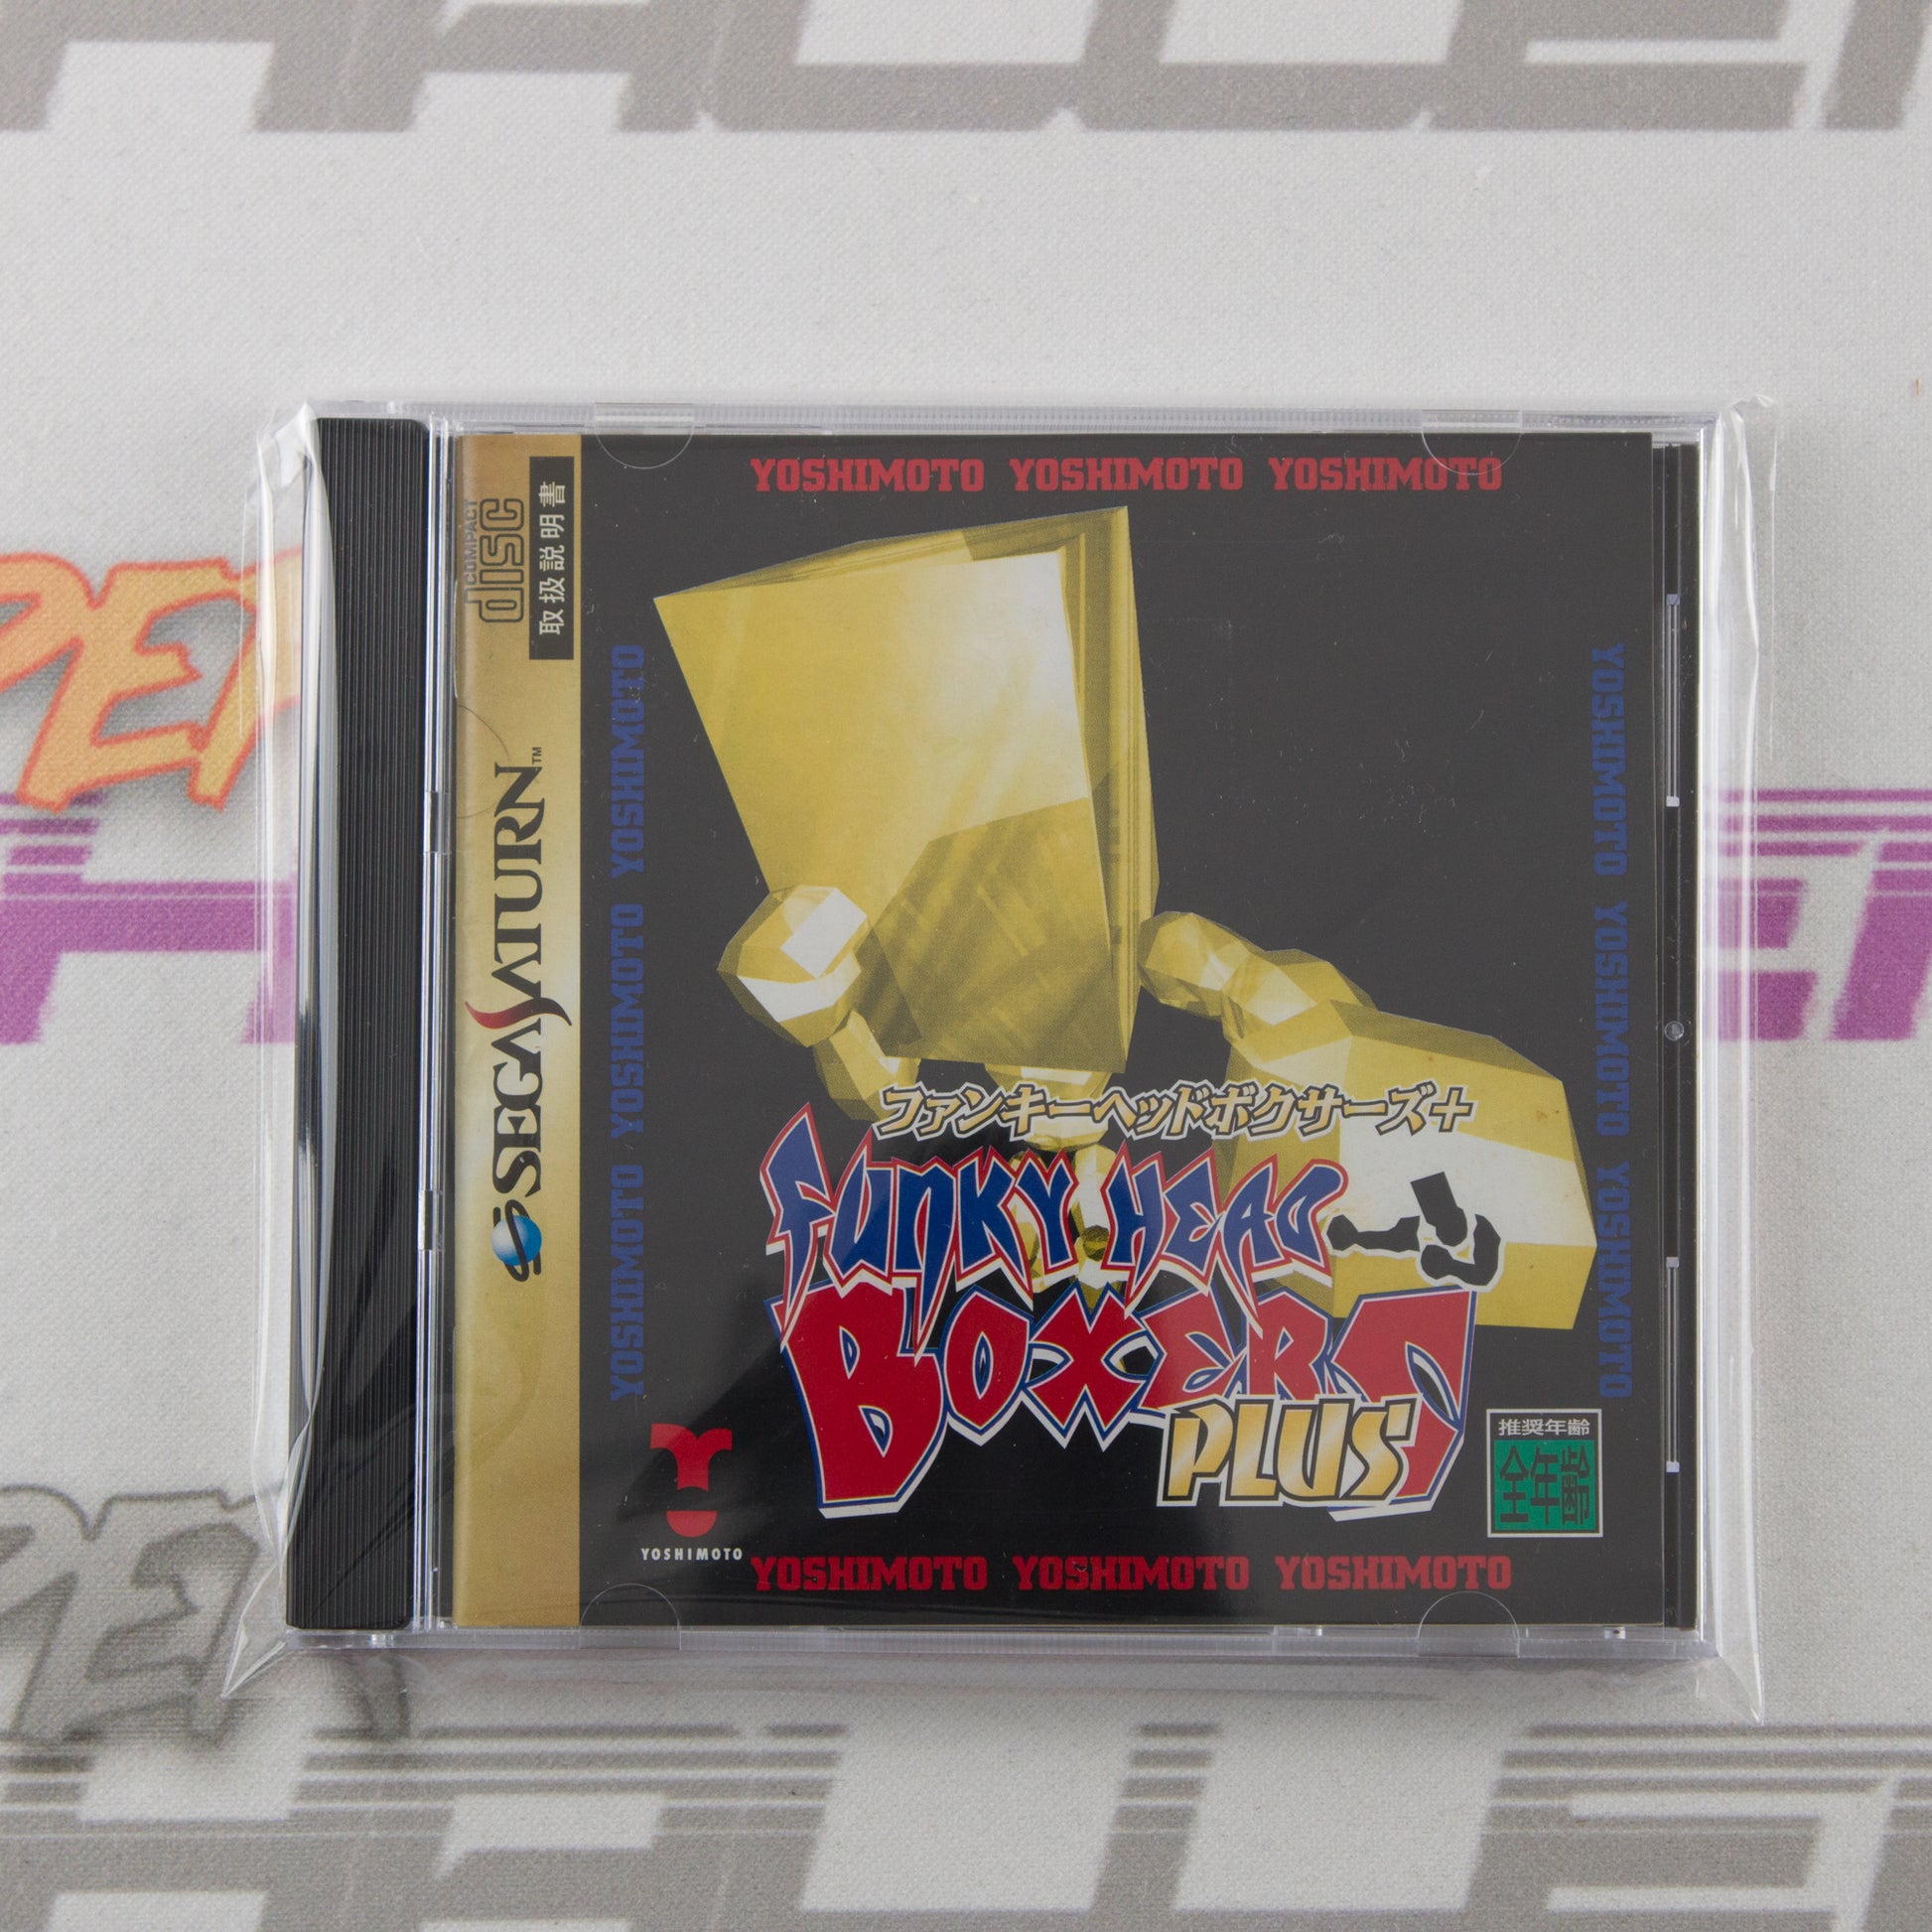 YOSHIMOTO YOSHIMOTO YOSHIMOTO
COMPACT
disc
取扱説明書
SEGA SATURN™
YOSHIMOTO YOSHIMOTO YOSHIMOTO
YOSHIMOTO YOSHIMOTO YOSHIMOTO
ファンキーヘッドボクサーズ+
FUNKY HEAD
BOXERS
PLUS
推奨年齢
全年齢
YOSHIMOTO
YOSHIMOTO YOSHIMOTO YOSHIMOTO